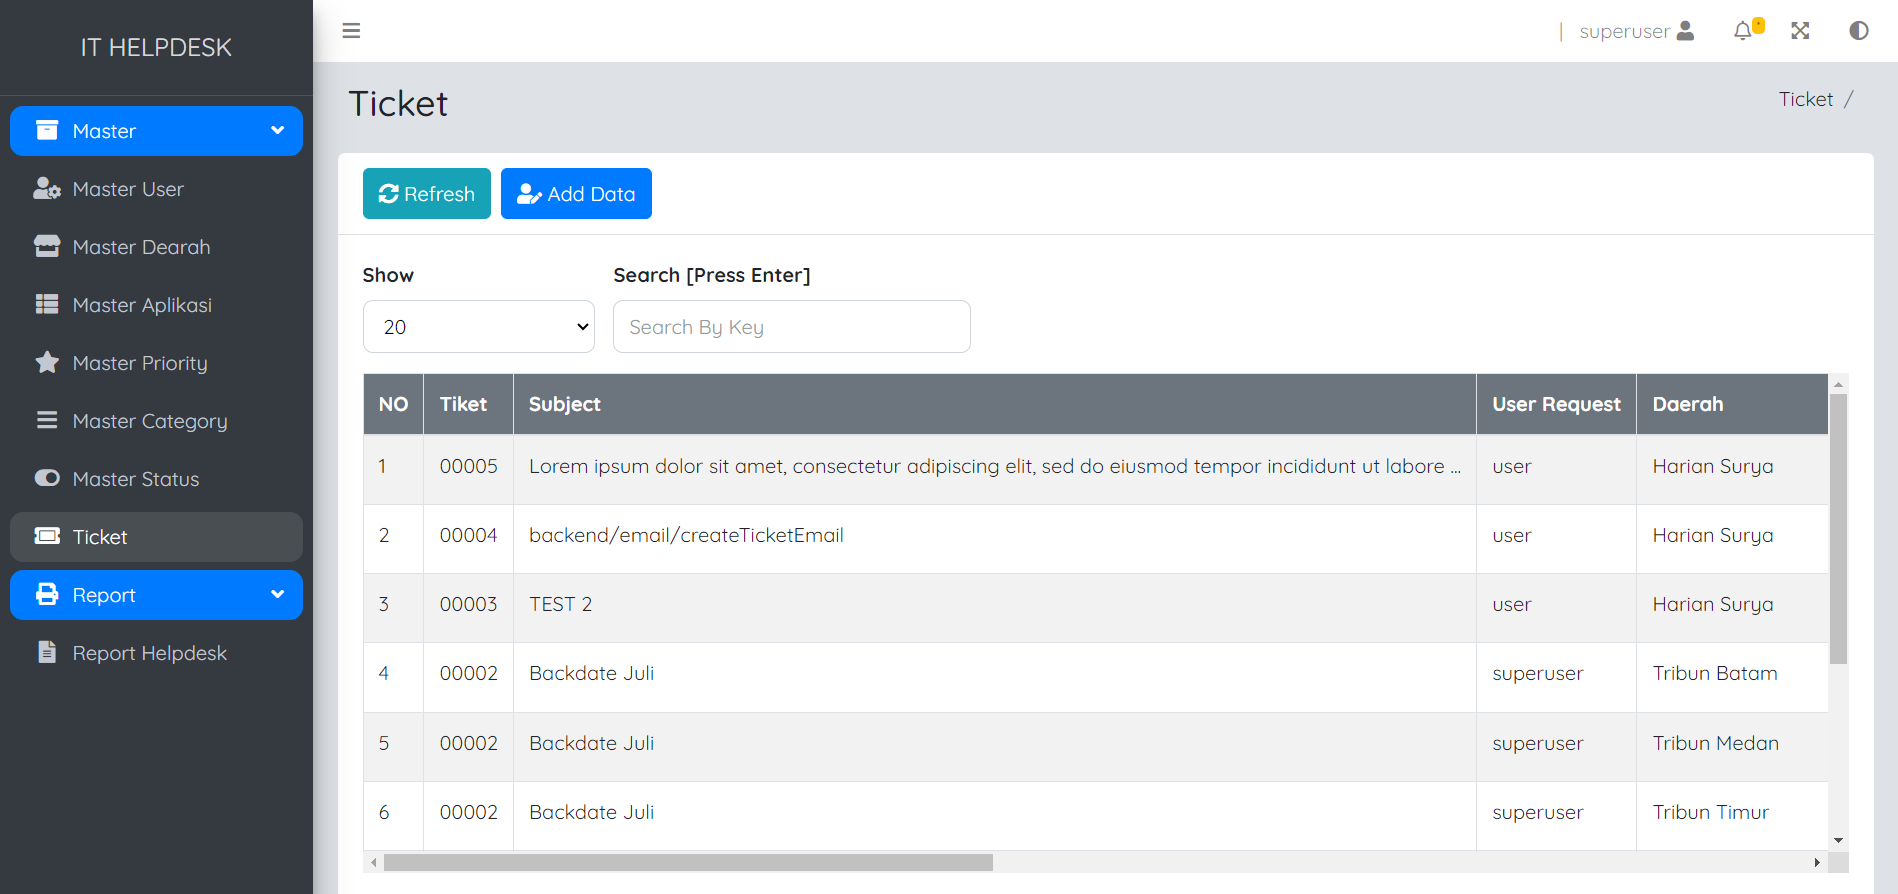 IT HELPDESK
superuser
Master
Master User
Master Dearah
Master Aplikasi
Master Priority
Master Category
Master Status
Ticket
Report
Report Helpdesk
Ticket
Ticket /
Refresh
Add Data
Show
Search [Press Enter]
20
Search By Key
NO Tiket Subject User Request Daerah
1 00005 Lorem ipsum dolor sit amet, consectetur adipiscing elit, sed do eiusmod tempor incididunt ut labore ... user Harian Surya
2 00004 backend/email/createTicketEmail user Harian Surya
3 00003 TEST 2 user Harian Surya
4 00002 Backdate Juli superuser Tribun Batam
5 00002 Backdate Juli superuser Tribun Medan
6 00002 Backdate Juli superuser Tribun Timur